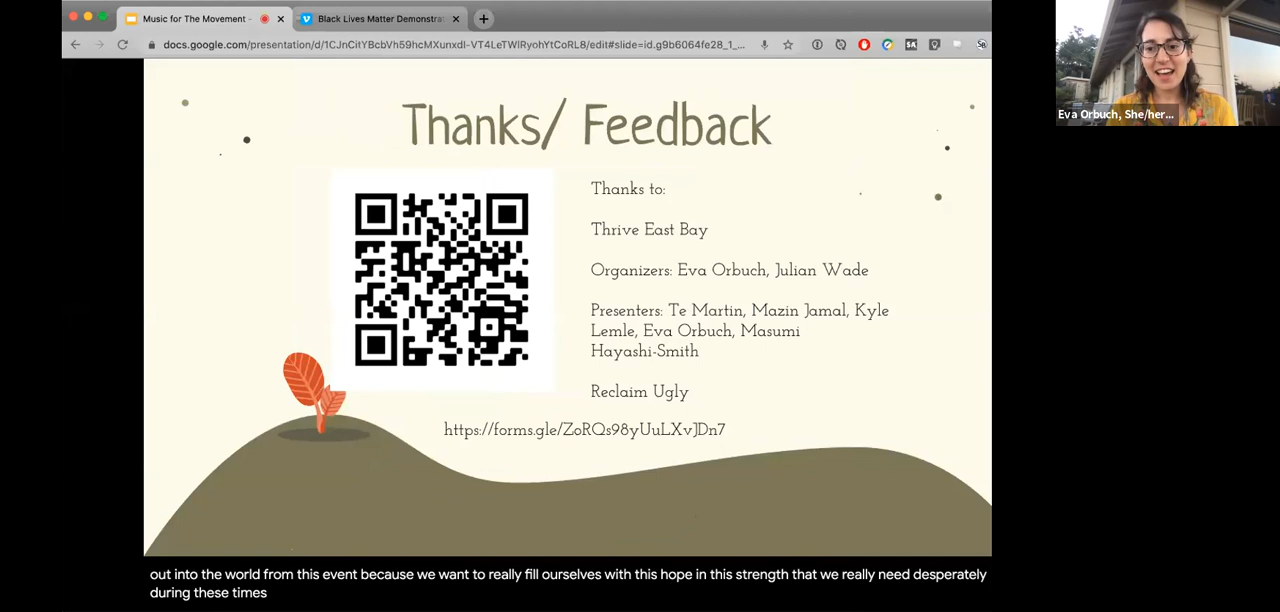 Music for The Movement -
Black Lives Matter Demonstra
docs.google.com/presentation/d/1CJnCitYBcbVh59hcMXunxdl-VT4LeTWlRyohYtCoRL8/edit#slide=id.g9b6064fe28_1_...
Eva Orbuch, She/her...
Thanks/ Feedback
Thanks to:
Thrive East Bay
Organizers: Eva Orbuch, Julian Wade
Presenters: Te Martin, Mazin Jamal, Kyle
Lemle, Eva Orbuch, Masumi
Hayashi-Smith
Reclaim Ugly
https://forms.gle/ZoRQs98yUuLXvJDn7
out into the world from this event because we want to really fill ourselves with this hope in this strength that we really need desperately
during these times